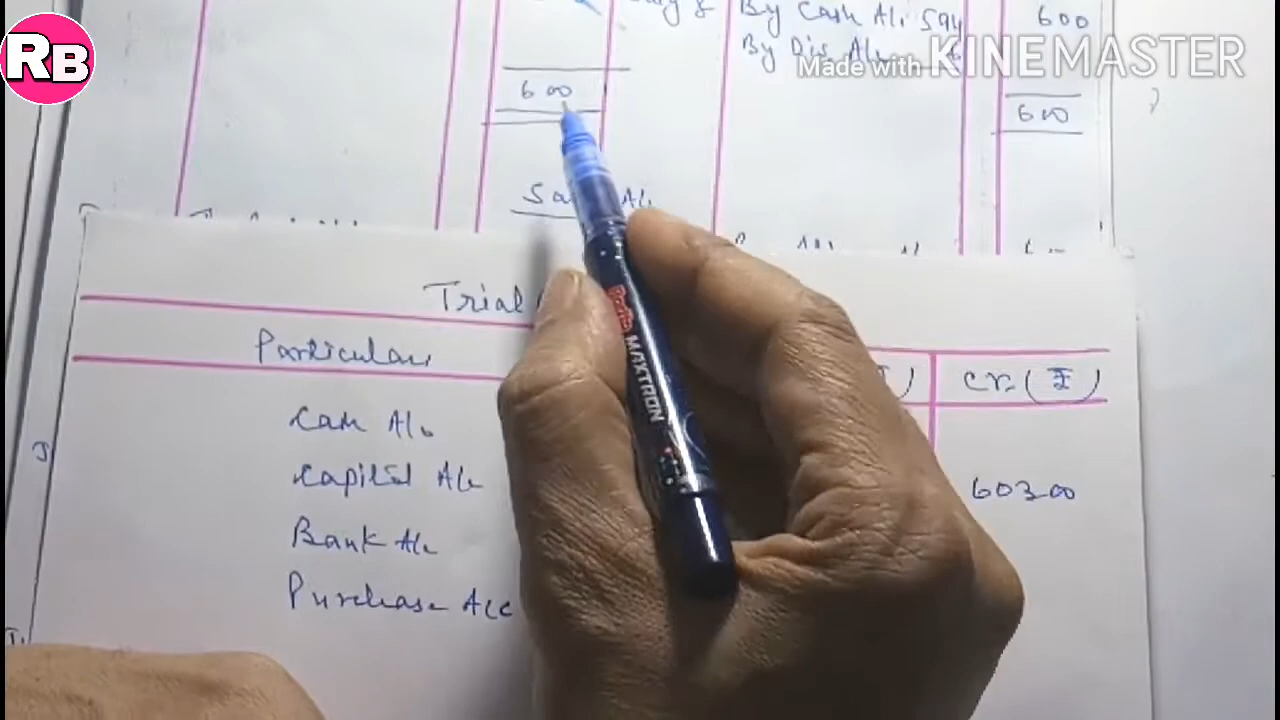 RB
By Cash A/c 594
600
By Dis A/c 6
Made with KINEMASTER
600
600
A/c
Trial
Particulars
Cr. (₹)
Cash A/c
Capital A/c
60300
Bank A/c
Purchase A/c
MAXTRON